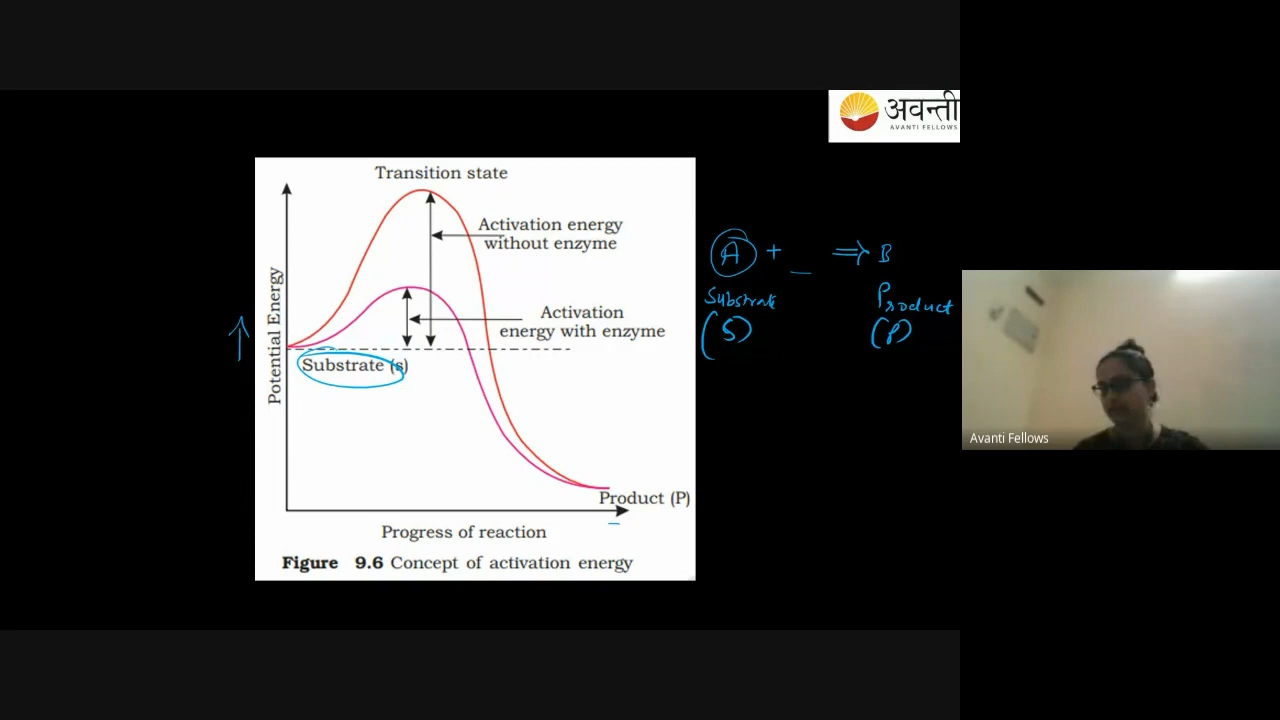 अवन्ती
AVANTI FELLOWS
Transition state
Activation energy
without enzyme
Activation
energy with enzyme
Potential Energy
Substrate (s)
Product (P)
Progress of reaction
Figure 9.6 Concept of activation energy
A + _ ⇒ B
Substrate Product
(S) (P)
Avanti Fellows